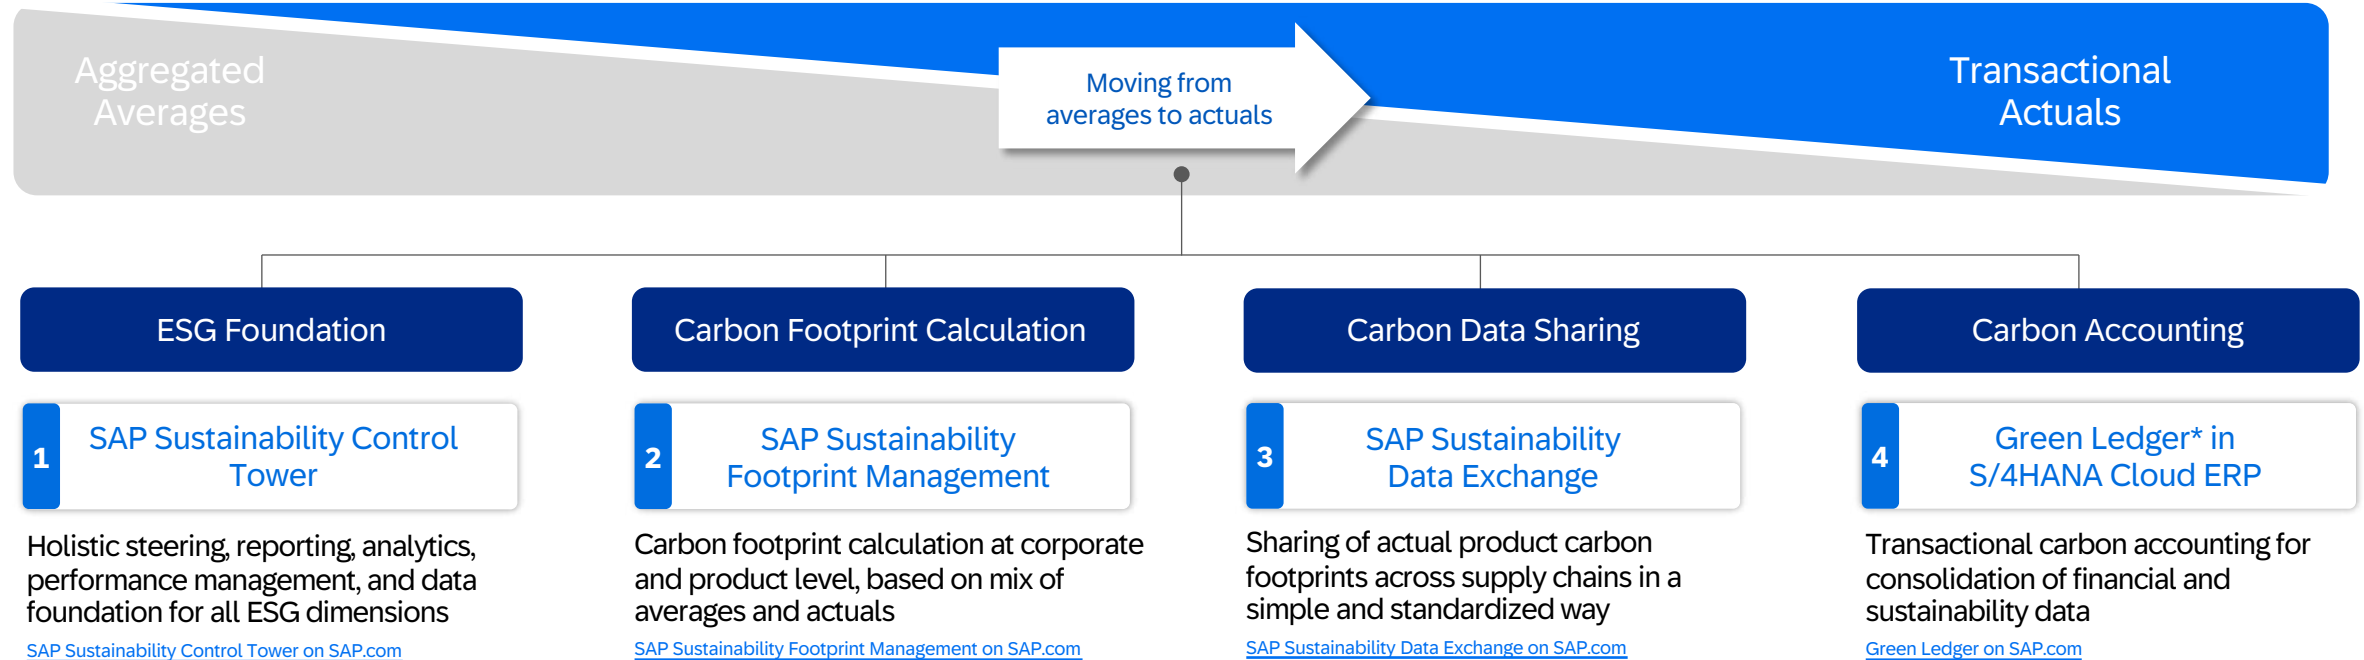 Aggregated
Averages
Moving from
averages to actuals
Transactional
Actuals
ESG Foundation
Carbon Footprint Calculation
Carbon Data Sharing
Carbon Accounting
1
SAP Sustainability Control
Tower
2
SAP Sustainability
Footprint Management
3
SAP Sustainability
Data Exchange
4
Green Ledger* in
S/4HANA Cloud ERP
Holistic steering, reporting, analytics,
performance management, and data
foundation for all ESG dimensions
SAP Sustainability Control Tower on SAP.com
Carbon footprint calculation at corporate
and product level, based on mix of
averages and actuals
SAP Sustainability Footprint Management on SAP.com
Sharing of actual product carbon
footprints across supply chains in a
simple and standardized way
SAP Sustainability Data Exchange on SAP.com
Transactional carbon accounting for
consolidation of financial and
sustainability data
Green Ledger on SAP.com